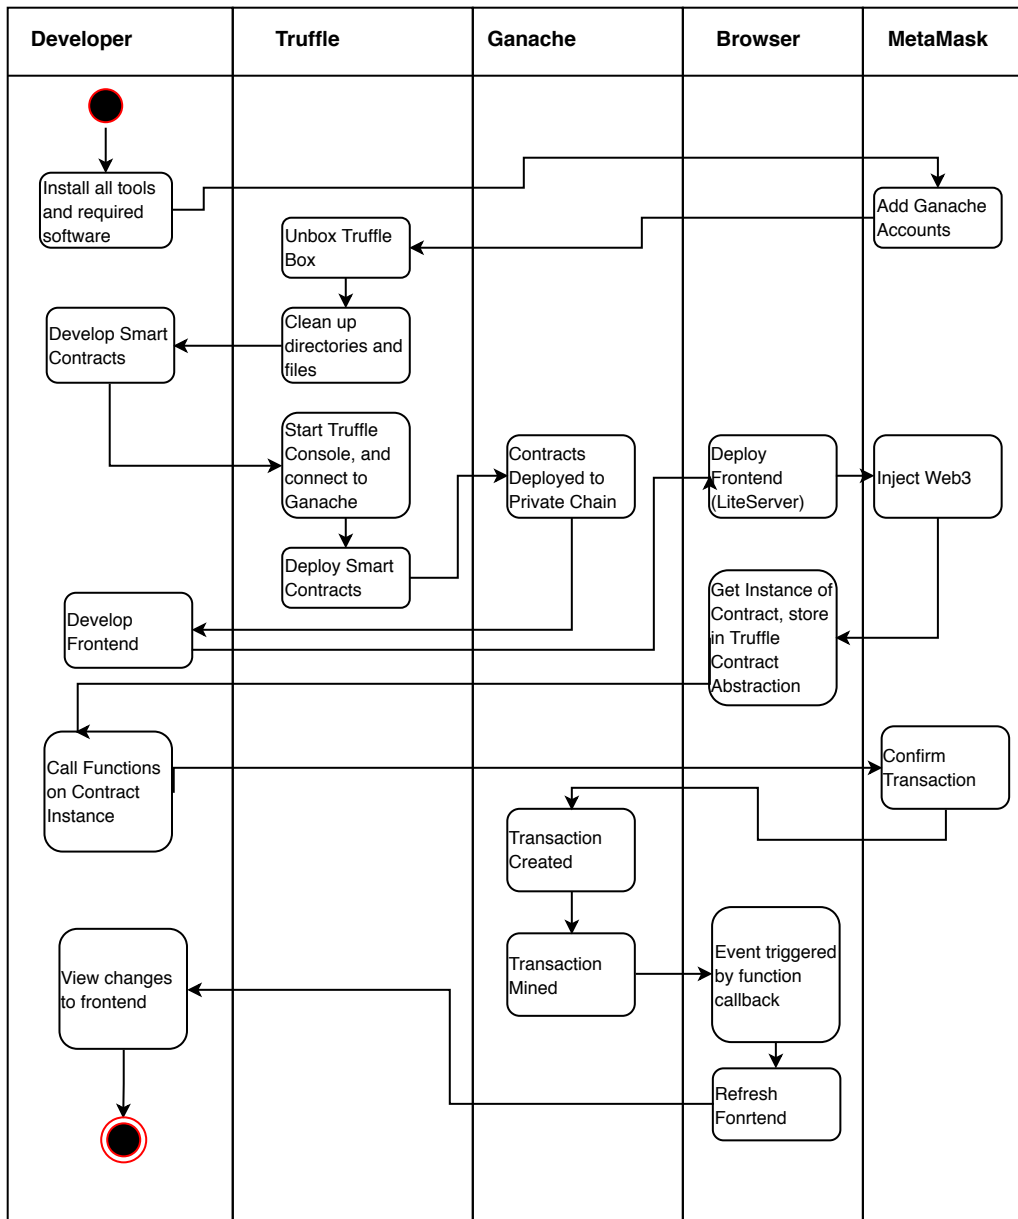 Developer
Truffle
Ganache
Browser
MetaMask
Install all tools
and required
software
Add Ganache
Accounts
Unbox Truffle
Box
Clean up
directories and
files
Develop Smart
Contracts
Start Truffle
Console, and
connect to
Ganache
Contracts
Deployed to
Private Chain
Deploy
Frontend
(LiteServer)
Inject Web3
Deploy Smart
Contracts
Develop
Frontend
Get Instance of
Contract, store
in Truffle
Contract
Abstraction
Call Functions
on Contract
Instance
Confirm
Transaction
Transaction
Created
Transaction
Mined
Event triggered
by function
callback
View changes
to frontend
Refresh
Fonrtend